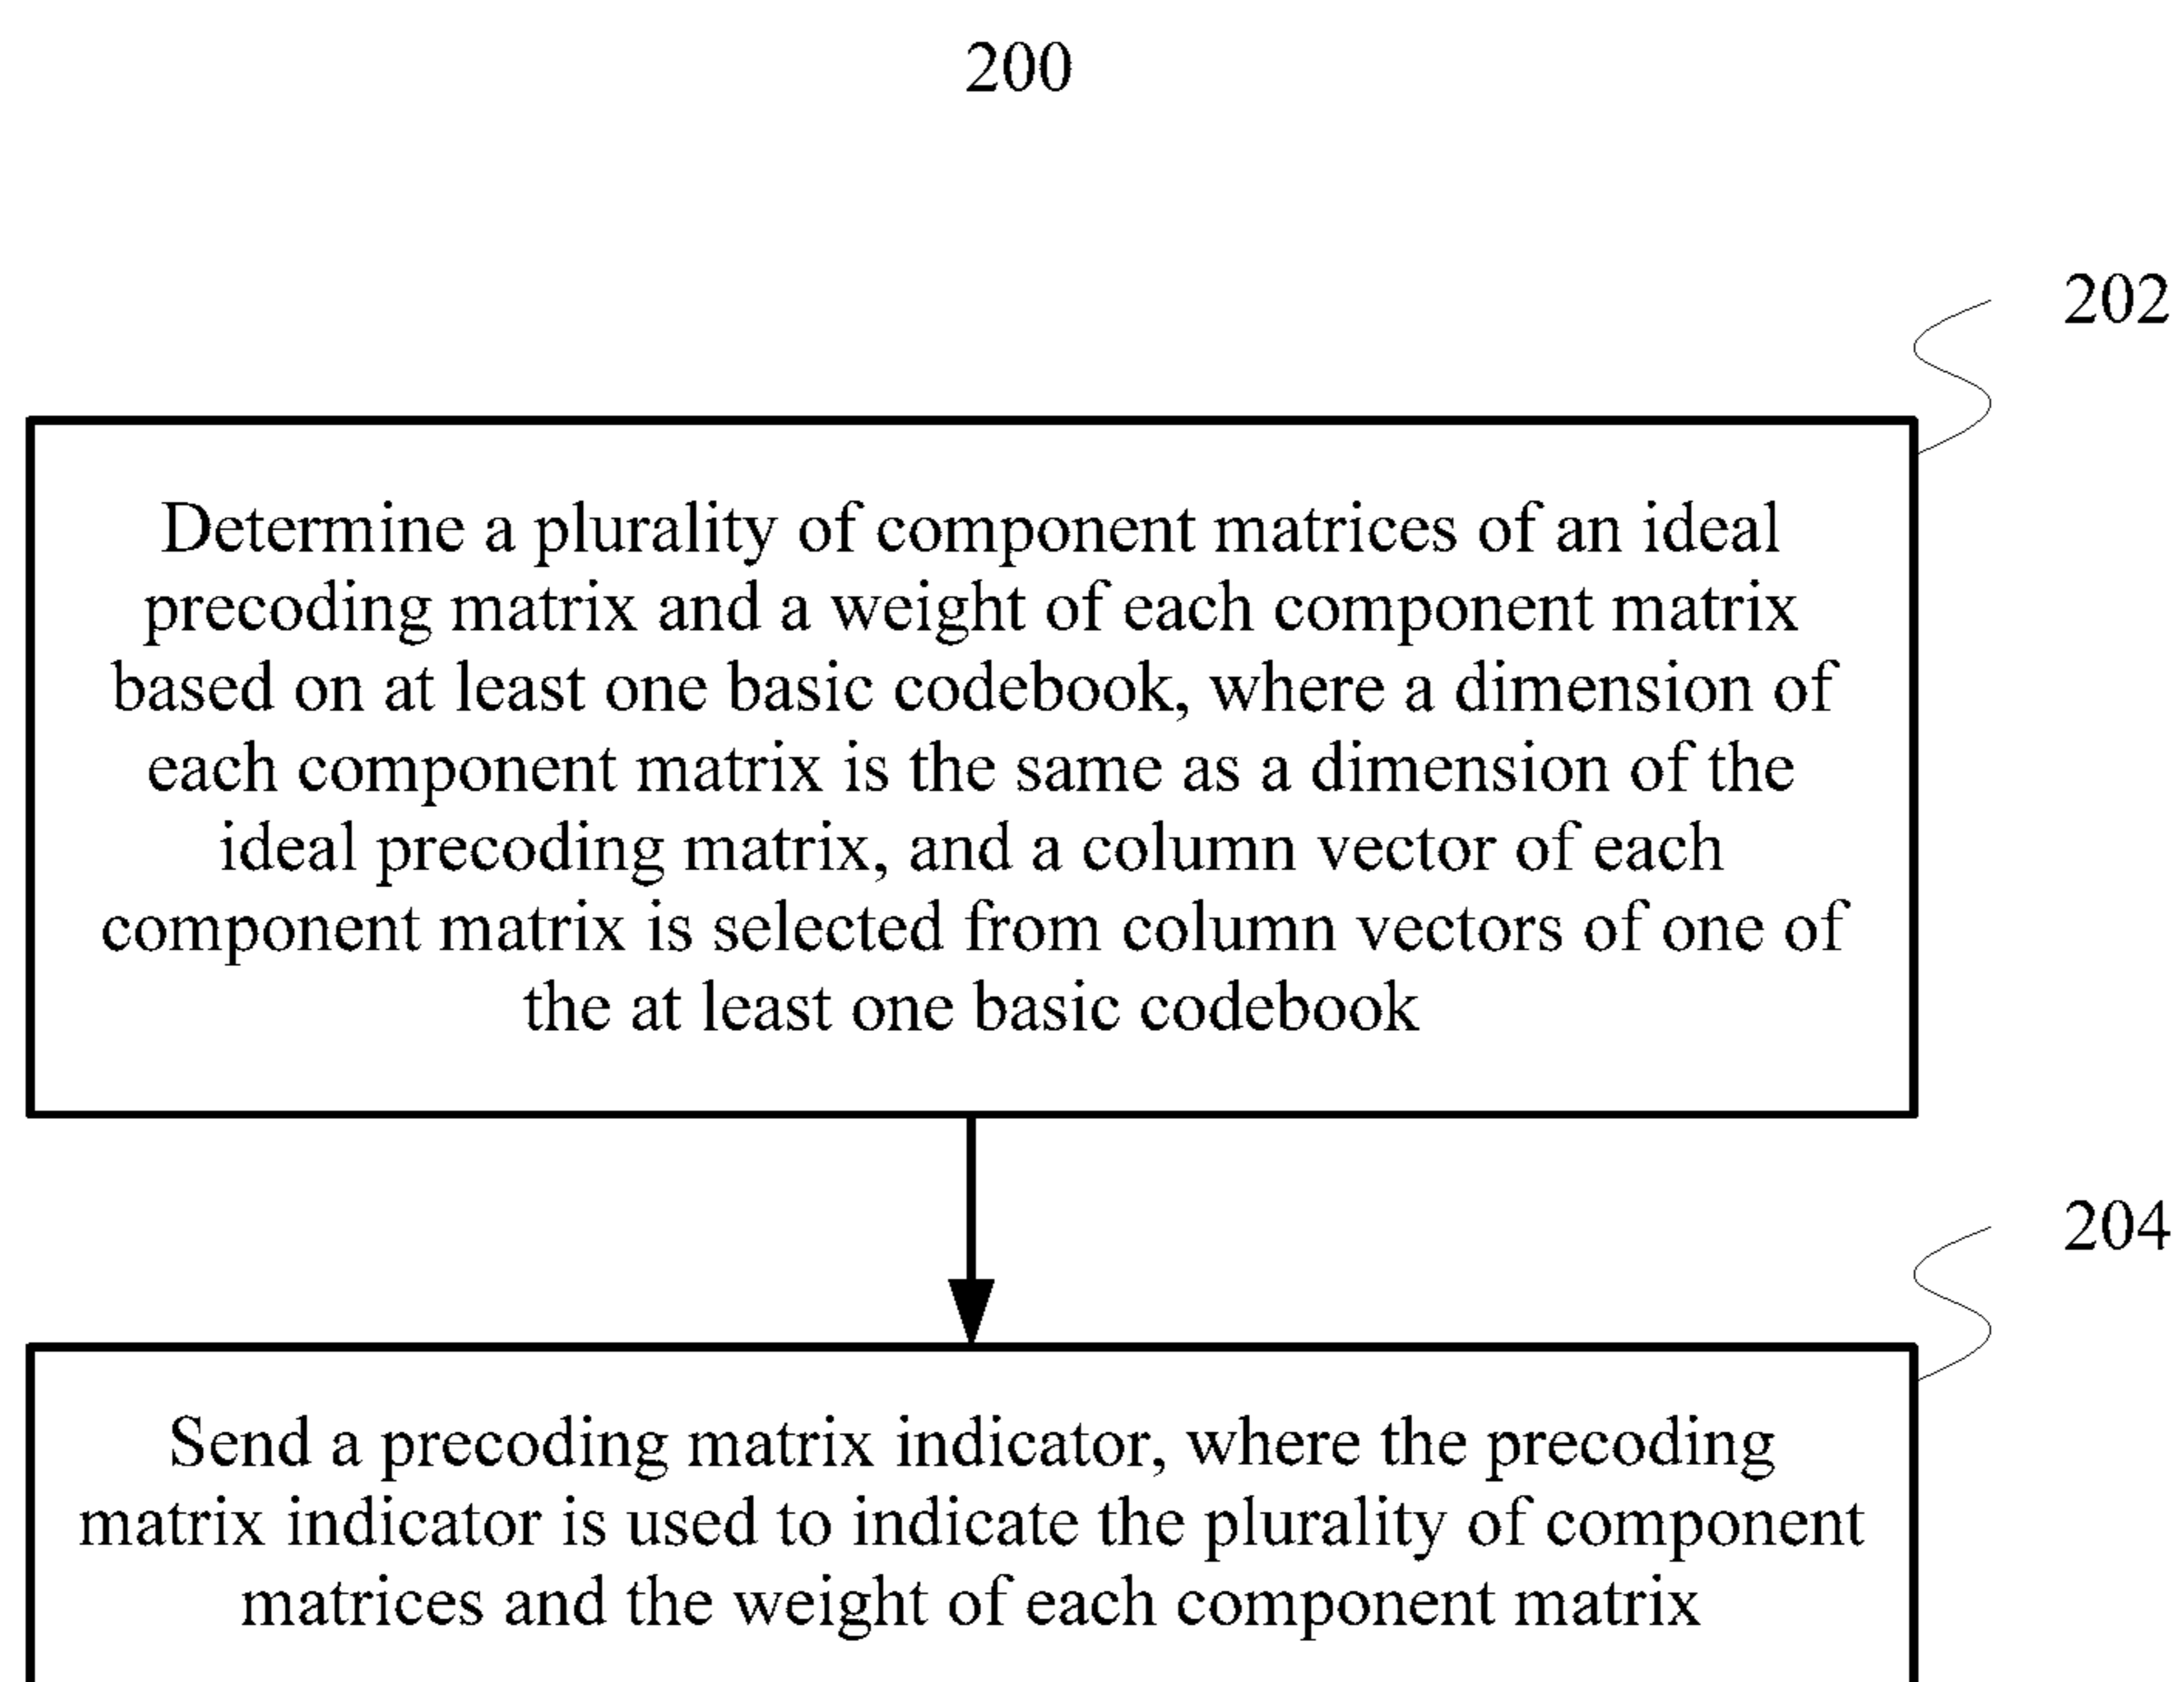 200
202
Determine a plurality of component matrices of an ideal
precoding matrix and a weight of each component matrix
based on at least one basic codebook, where a dimension of
each component matrix is the same as a dimension of the
ideal precoding matrix, and a column vector of each
component matrix is selected from column vectors of one of
the at least one basic codebook
204
Send a precoding matrix indicator, where the precoding
matrix indicator is used to indicate the plurality of component
matrices and the weight of each component matrix